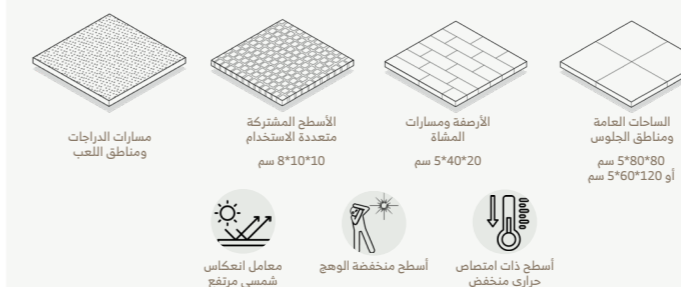 الساحات العامة
ومناطق الجلوس
80*80*5 سم
أو 120*60*5 سم
الأرصفة ومسارات
المشاة
20*40*5 سم
الأسطح المشتركة
متعددة الاستخدام
10*10*8 سم
مسارات الدراجات
ومناطق اللعب
أسطح ذات امتصاص
حراري منخفض
أسطح منخفضة الوهج
معامل انعكاس
شمسي مرتفع